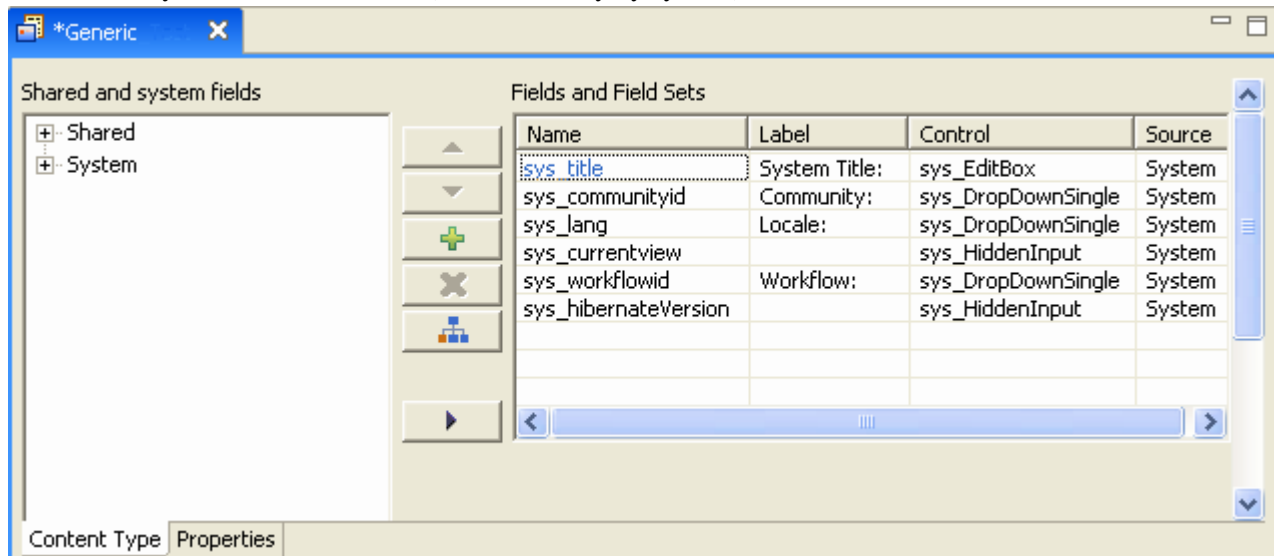 *Generic
Shared and system fields
Fields and Field Sets
Shared
System
Name Label Control Source
sys_title System Title: sys_EditBox System
sys_communityid Community: sys_DropDownSingle System
sys_lang Locale: sys_DropDownSingle System
sys_currentview sys_HiddenInput System
sys_workflowid Workflow: sys_DropDownSingle System
sys_hibernateVersion sys_HiddenInput System
Content Type Properties